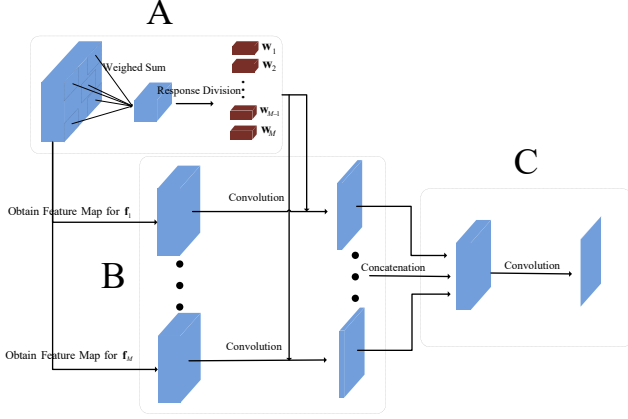 A
Weighed Sum
Response Division
w1
w2
wM-1
wM
Obtain Feature Map for f1
Convolution
B
Concatenation
C
Convolution
Obtain Feature Map for fM
Convolution